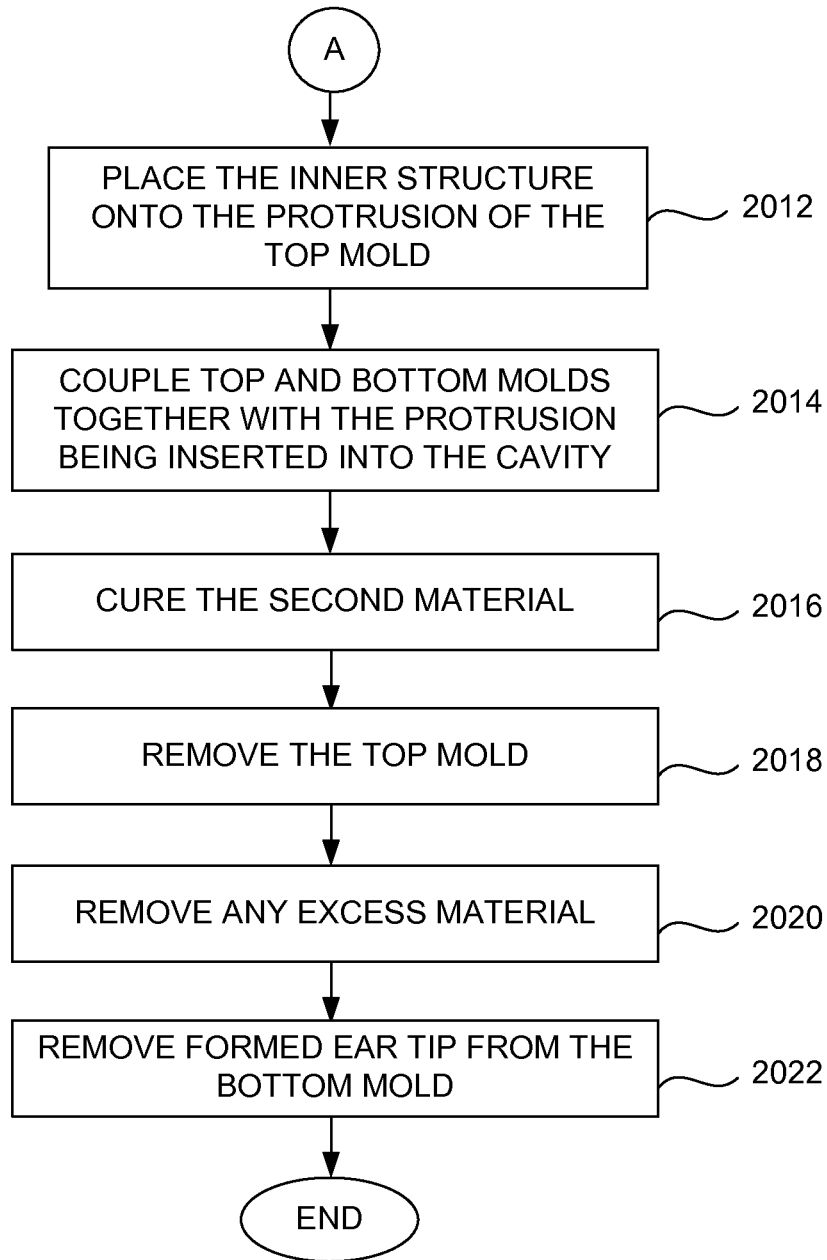 A
PLACE THE INNER STRUCTURE
ONTO THE PROTRUSION OF THE
TOP MOLD
2012
COUPLE TOP AND BOTTOM MOLDS
TOGETHER WITH THE PROTRUSION
BEING INSERTED INTO THE CAVITY
2014
CURE THE SECOND MATERIAL
2016
REMOVE THE TOP MOLD
2018
REMOVE ANY EXCESS MATERIAL
2020
REMOVE FORMED EAR TIP FROM THE
BOTTOM MOLD
2022
END